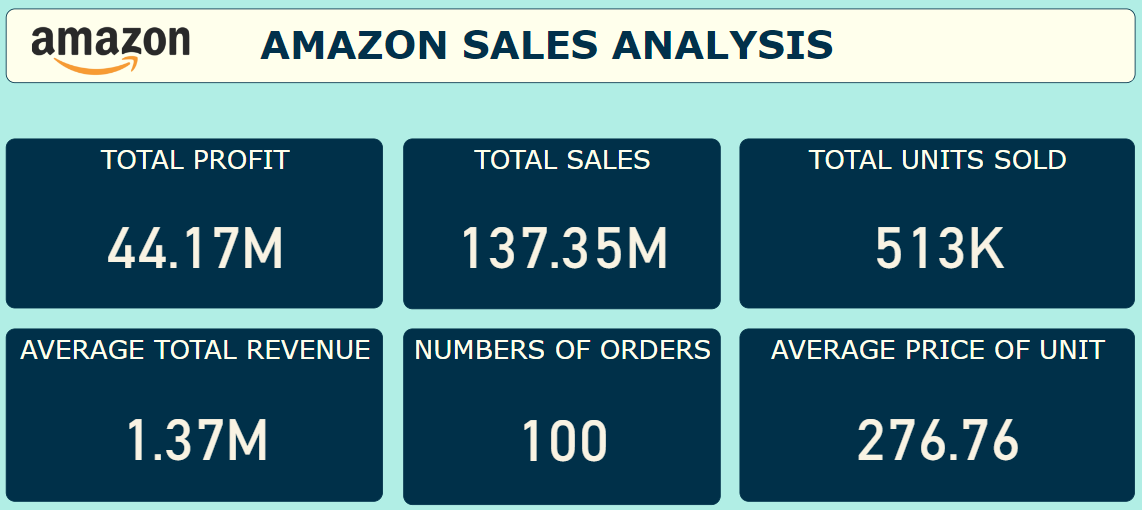 amazon
AMAZON SALES ANALYSIS
TOTAL PROFIT
44.17M
TOTAL SALES
137.35M
TOTAL UNITS SOLD
513K
AVERAGE TOTAL REVENUE
1.37M
NUMBERS OF ORDERS
100
AVERAGE PRICE OF UNIT
276.76